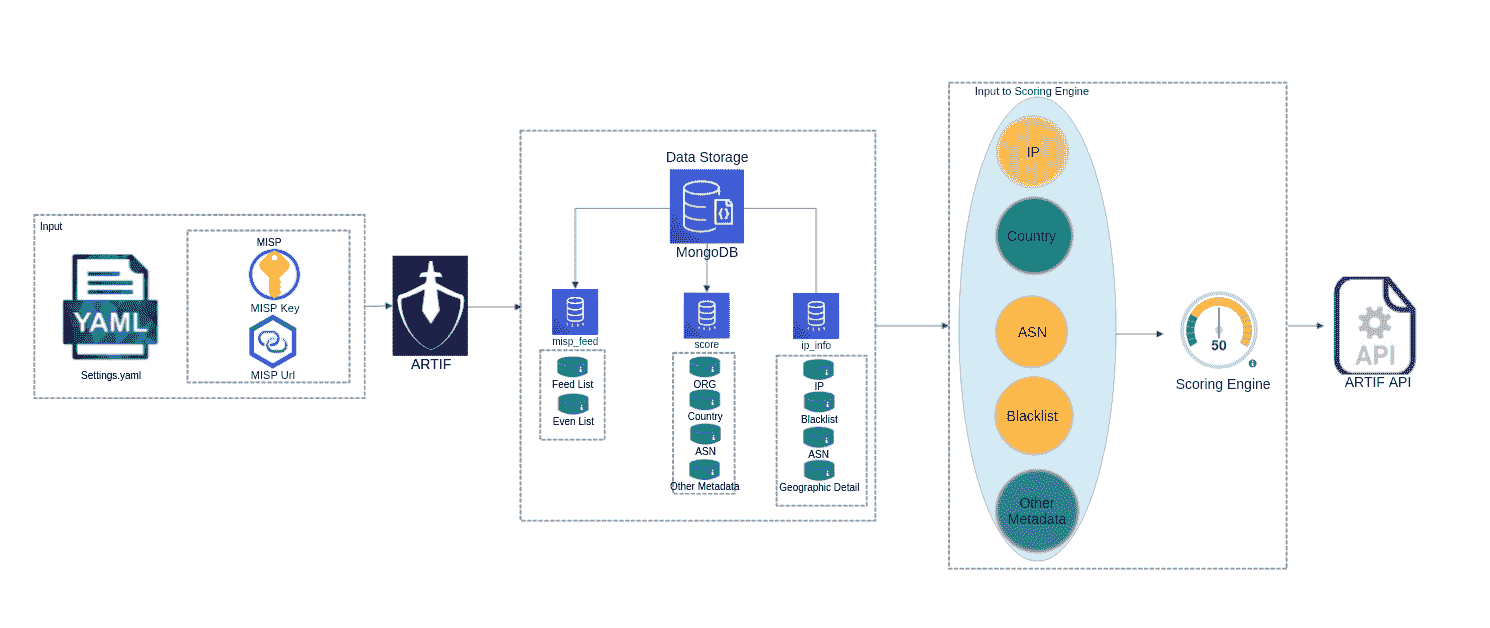 Input
YAML
Settings.yaml
MISP
MISP Key
MISP Url
ARTIF
Data Storage
MongoDB
misp_feed
Feed List
Even List
score
ORG
Country
ASN
Other Metadata
ip_info
IP
Blacklist
ASN
Geographic Detail
Input to Scoring Engine
IP
Country
ASN
Blacklist
Other
Metadata
50
Scoring Engine
API
ARTIF API